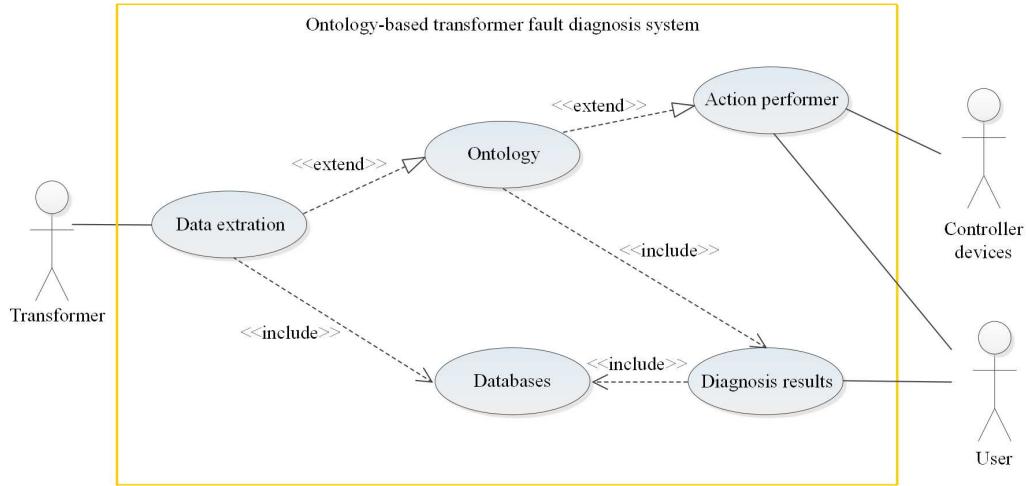 Ontology-based transformer fault diagnosis system
<<extend>>
Action performer
<<extend>>
Ontology
Data extration
Controller
devices
<<include>>
Transformer
<<include>>
<<include>>
Databases
Diagnosis results
User